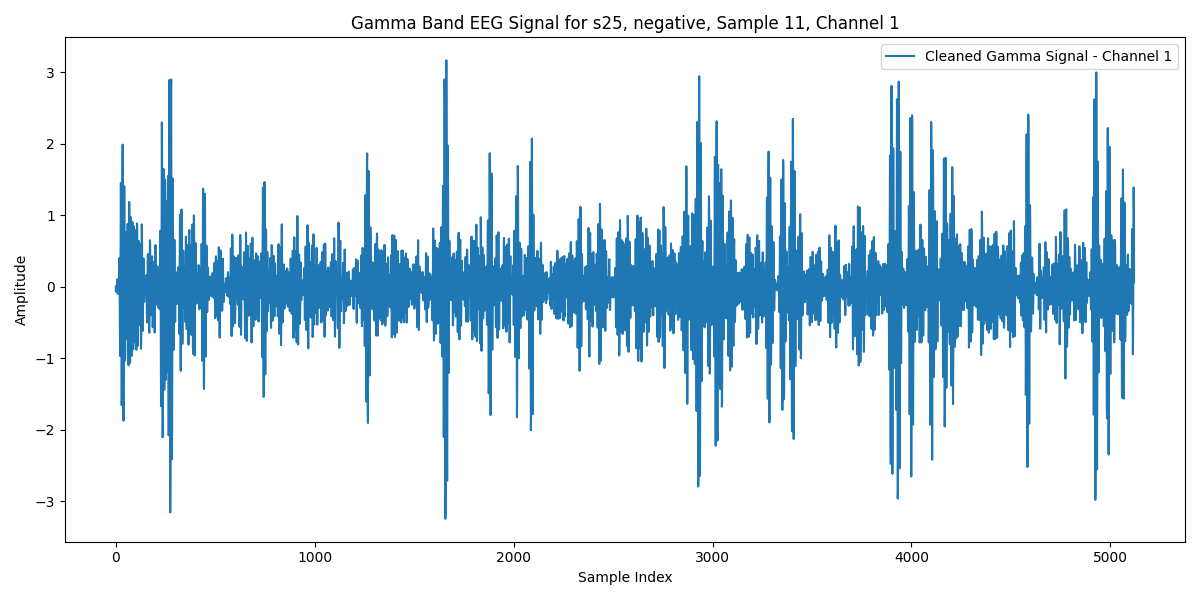 Gamma Band EEG Signal for s25, negative, Sample 11, Channel 1
Cleaned Gamma Signal - Channel 1
3
2
1
0
−1
−2
−3
Amplitude
0 1000 2000 3000 4000 5000
Sample Index